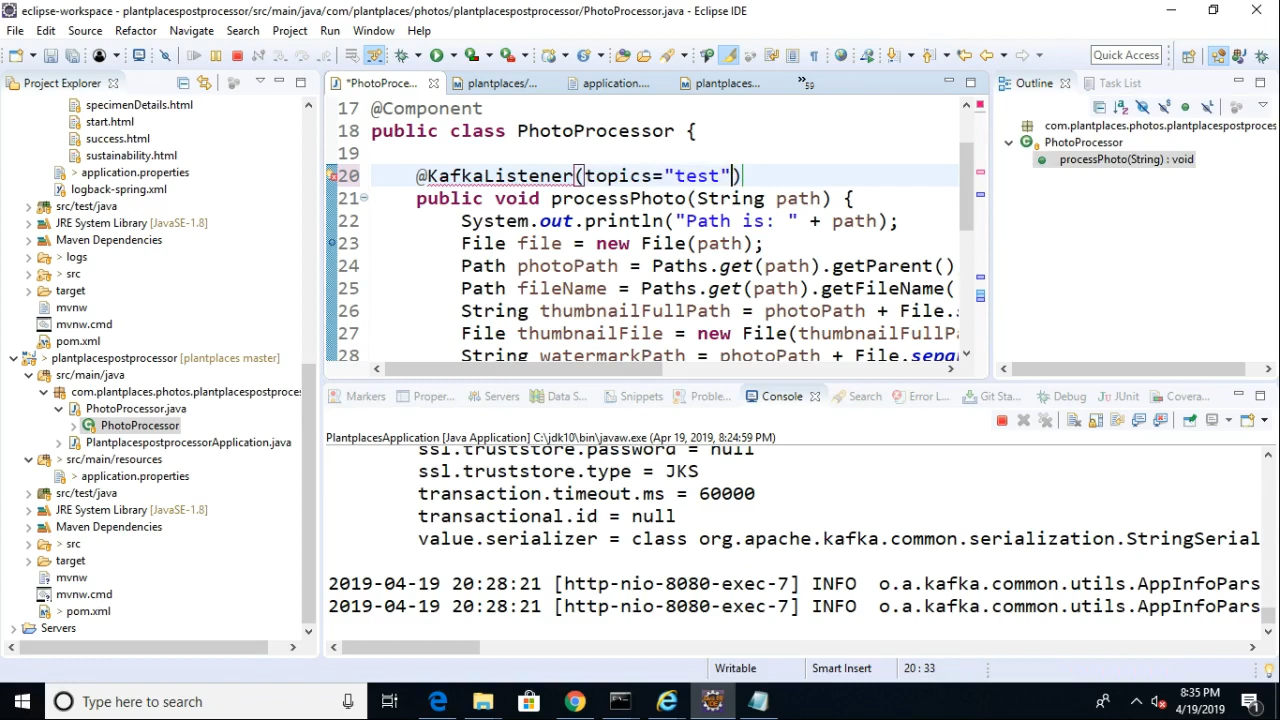 eclipse-workspace - plantplacespostprocessor/src/main/java/com/plantplaces/photos/plantplacespostprocessor/PhotoProcessor.java - Eclipse IDE
File Edit Source Refactor Navigate Search Project Run Window Help
Quick Access
Project Explorer
specimenDetails.html
start.html
success.html
sustainability.html
> application.properties
logback-spring.xml
> src/test/java
JRE System Library [JavaSE-1.8]
Maven Dependencies
> logs
> src
target
mvnw
mvnw.cmd
pom.xml
> plantplacespostprocessor [plantplaces master]
> src/main/java
> com.plantplaces.photos.plantplacespostproces
> PhotoProcessor.java
PhotoProcessor
PlantplacespostprocessorApplication.java
> src/main/resources
> application.properties
src/test/java
JRE System Library [JavaSE-1.8]
Maven Dependencies
> src
target
mvnw
mvnw.cmd
> pom.xml
Servers
*PhotoProce... plantplaces/... application.... plantplaces... »59
17 @Component
18 public class PhotoProcessor {
19
20 @KafkaListener(topics="test")
21 public void processPhoto(String path) {
22 System.out.println("Path is: " + path);
23 File file = new File(path);
24 Path photoPath = Paths.get(path).getParent()
25 Path fileName = Paths.get(path).getFileName(
26 String thumbnailFullPath = photoPath + File.s
27 File thumbnailFile = new File(thumbnailFullPa
28 String watermarkPath = photoPath + File.sepa
Outline Task List
com.plantplaces.photos.plantplacespostproces
PhotoProcessor
processPhoto(String) : void
Markers Proper... Servers Data S... Snippets Proble... Console Search Error L... Git Sta... Debug JUnit Covera...
PlantplacesApplication [Java Application] C:\jdk10\bin\javaw.exe (Apr 19, 2019, 8:24:59 PM)
ssl.truststore.password = null
ssl.truststore.type = JKS
transaction.timeout.ms = 60000
transactional.id = null
value.serializer = class org.apache.kafka.common.serialization.StringSerial
2019-04-19 20:28:21 [http-nio-8080-exec-7] INFO o.a.kafka.common.utils.AppInfoPars
2019-04-19 20:28:21 [http-nio-8080-exec-7] INFO o.a.kafka.common.utils.AppInfoPars
Writable Smart Insert 20 : 33
Type here to search
8:35 PM
4/19/2019